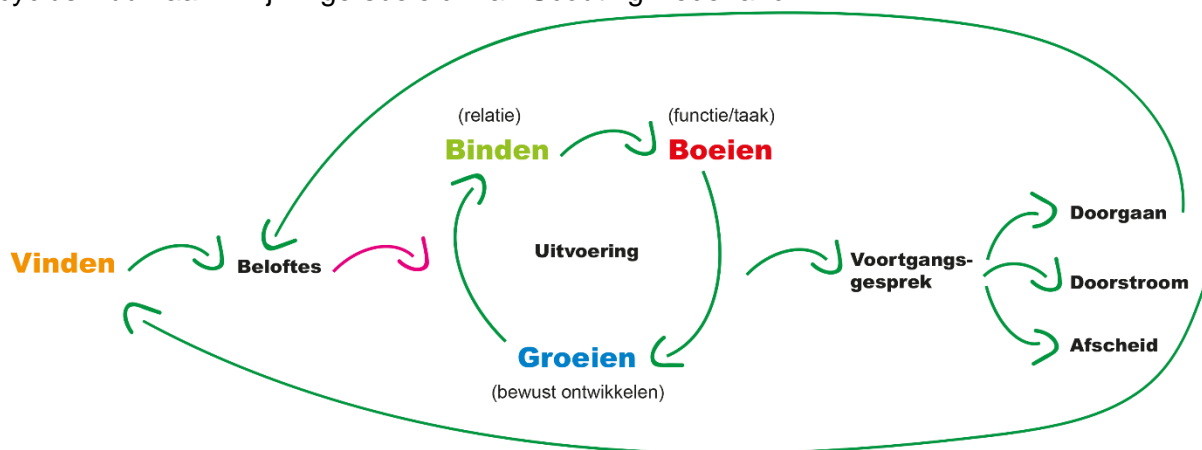 (relatie)
(functie/taak)
Binden
Boeien
Doorgaan
Uitvoering
Vinden
Beloftes
Voortgangs-
gesprek
Doorstroom
Afscheid
Groeien
(bewust ontwikkelen)